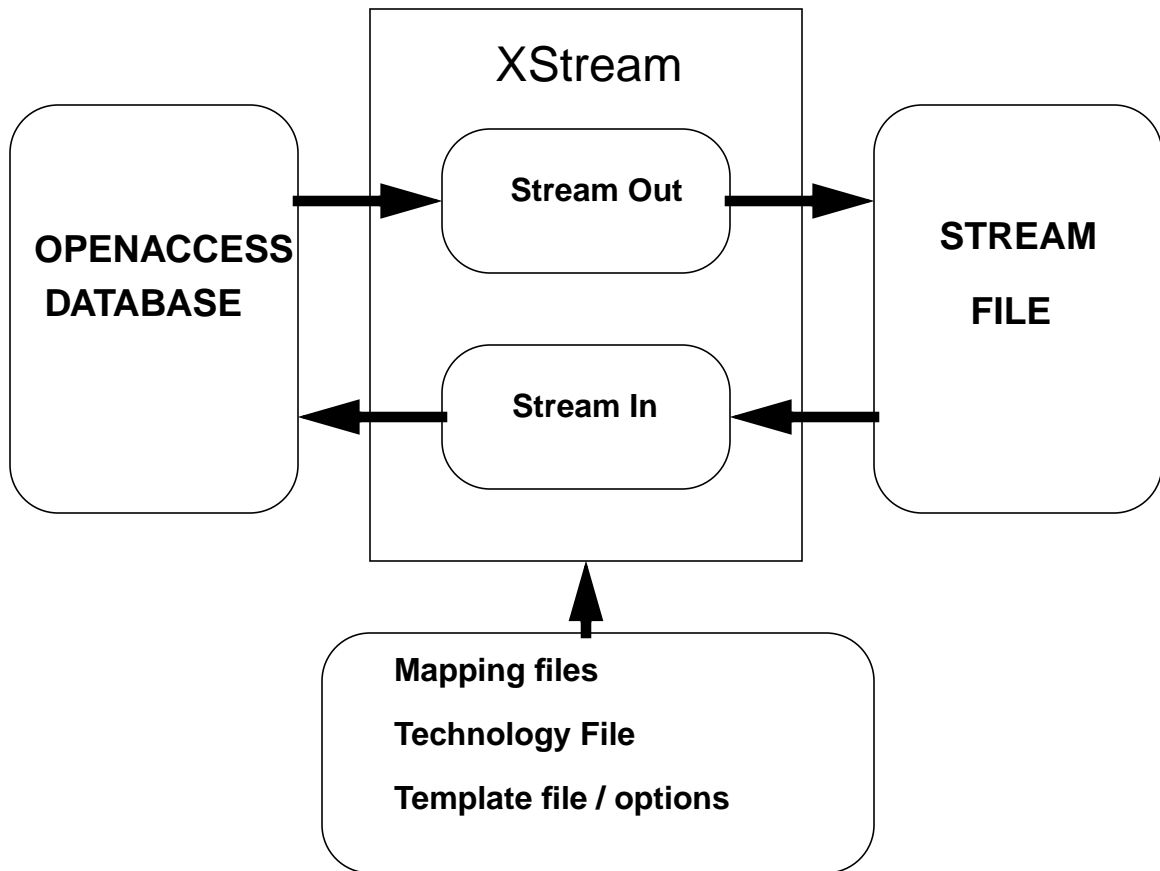 XStream
OPENACCESS
DATABASE
Stream Out
Stream In
STREAM
FILE
Mapping files
Technology File
Template file / options